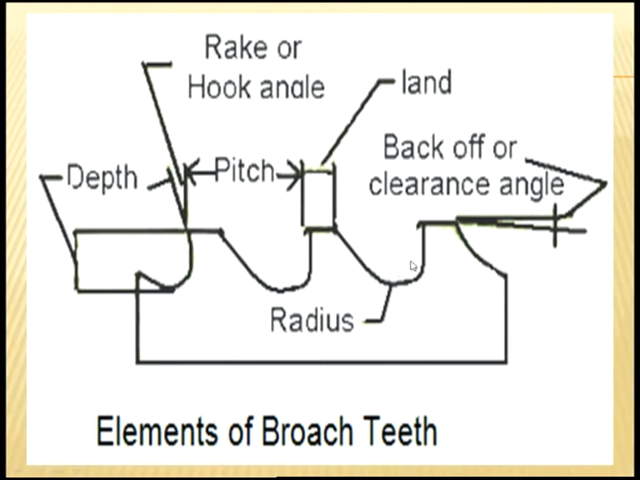 Rake or
Hook angle
land
Depth
Pitch
Back off or
clearance angle
Radius
Elements of Broach Teeth